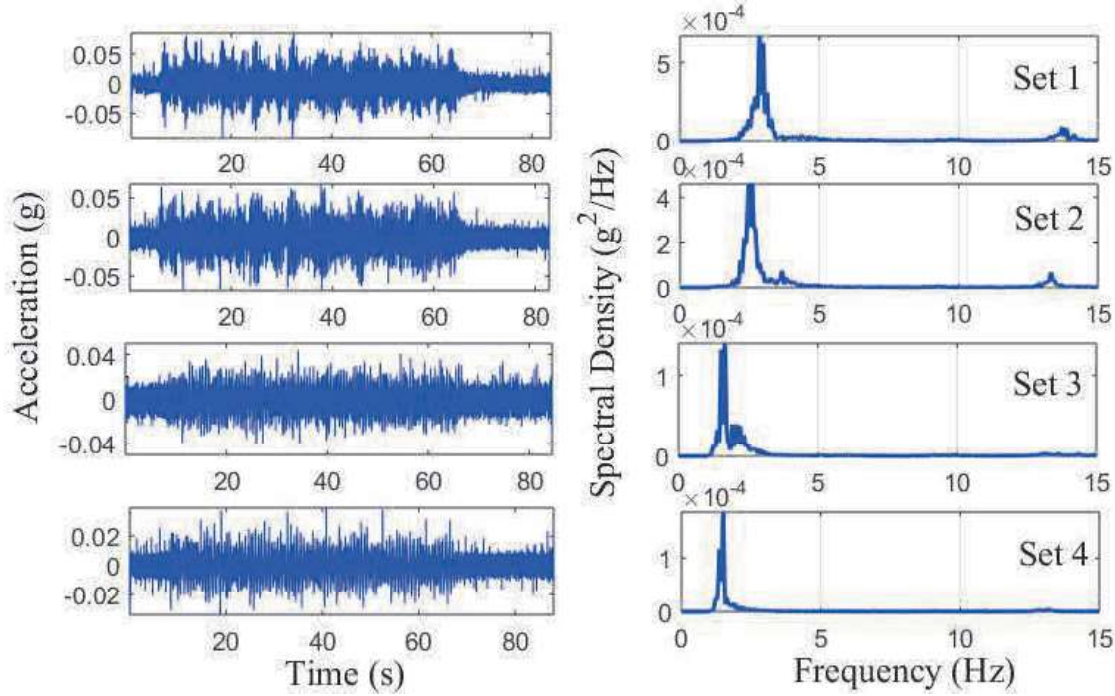 Acceleration (g)
0.05
0
-0.05
20 40 60 80
0.05
0
-0.05
20 40 60 80
0.04
0
-0.04
20 40 60 80
0.02
0
-0.02
20 40 60 80
Time (s)
Spectral Density (g²/Hz)
×10⁻⁴
5
0
Set 1
0 5 10 15
×10⁻⁴
4
2
0
Set 2
0 5 10 15
×10⁻⁴
1
0
Set 3
0 5 10 15
×10⁻⁴
1
0
Set 4
0 5 10 15
Frequency (Hz)